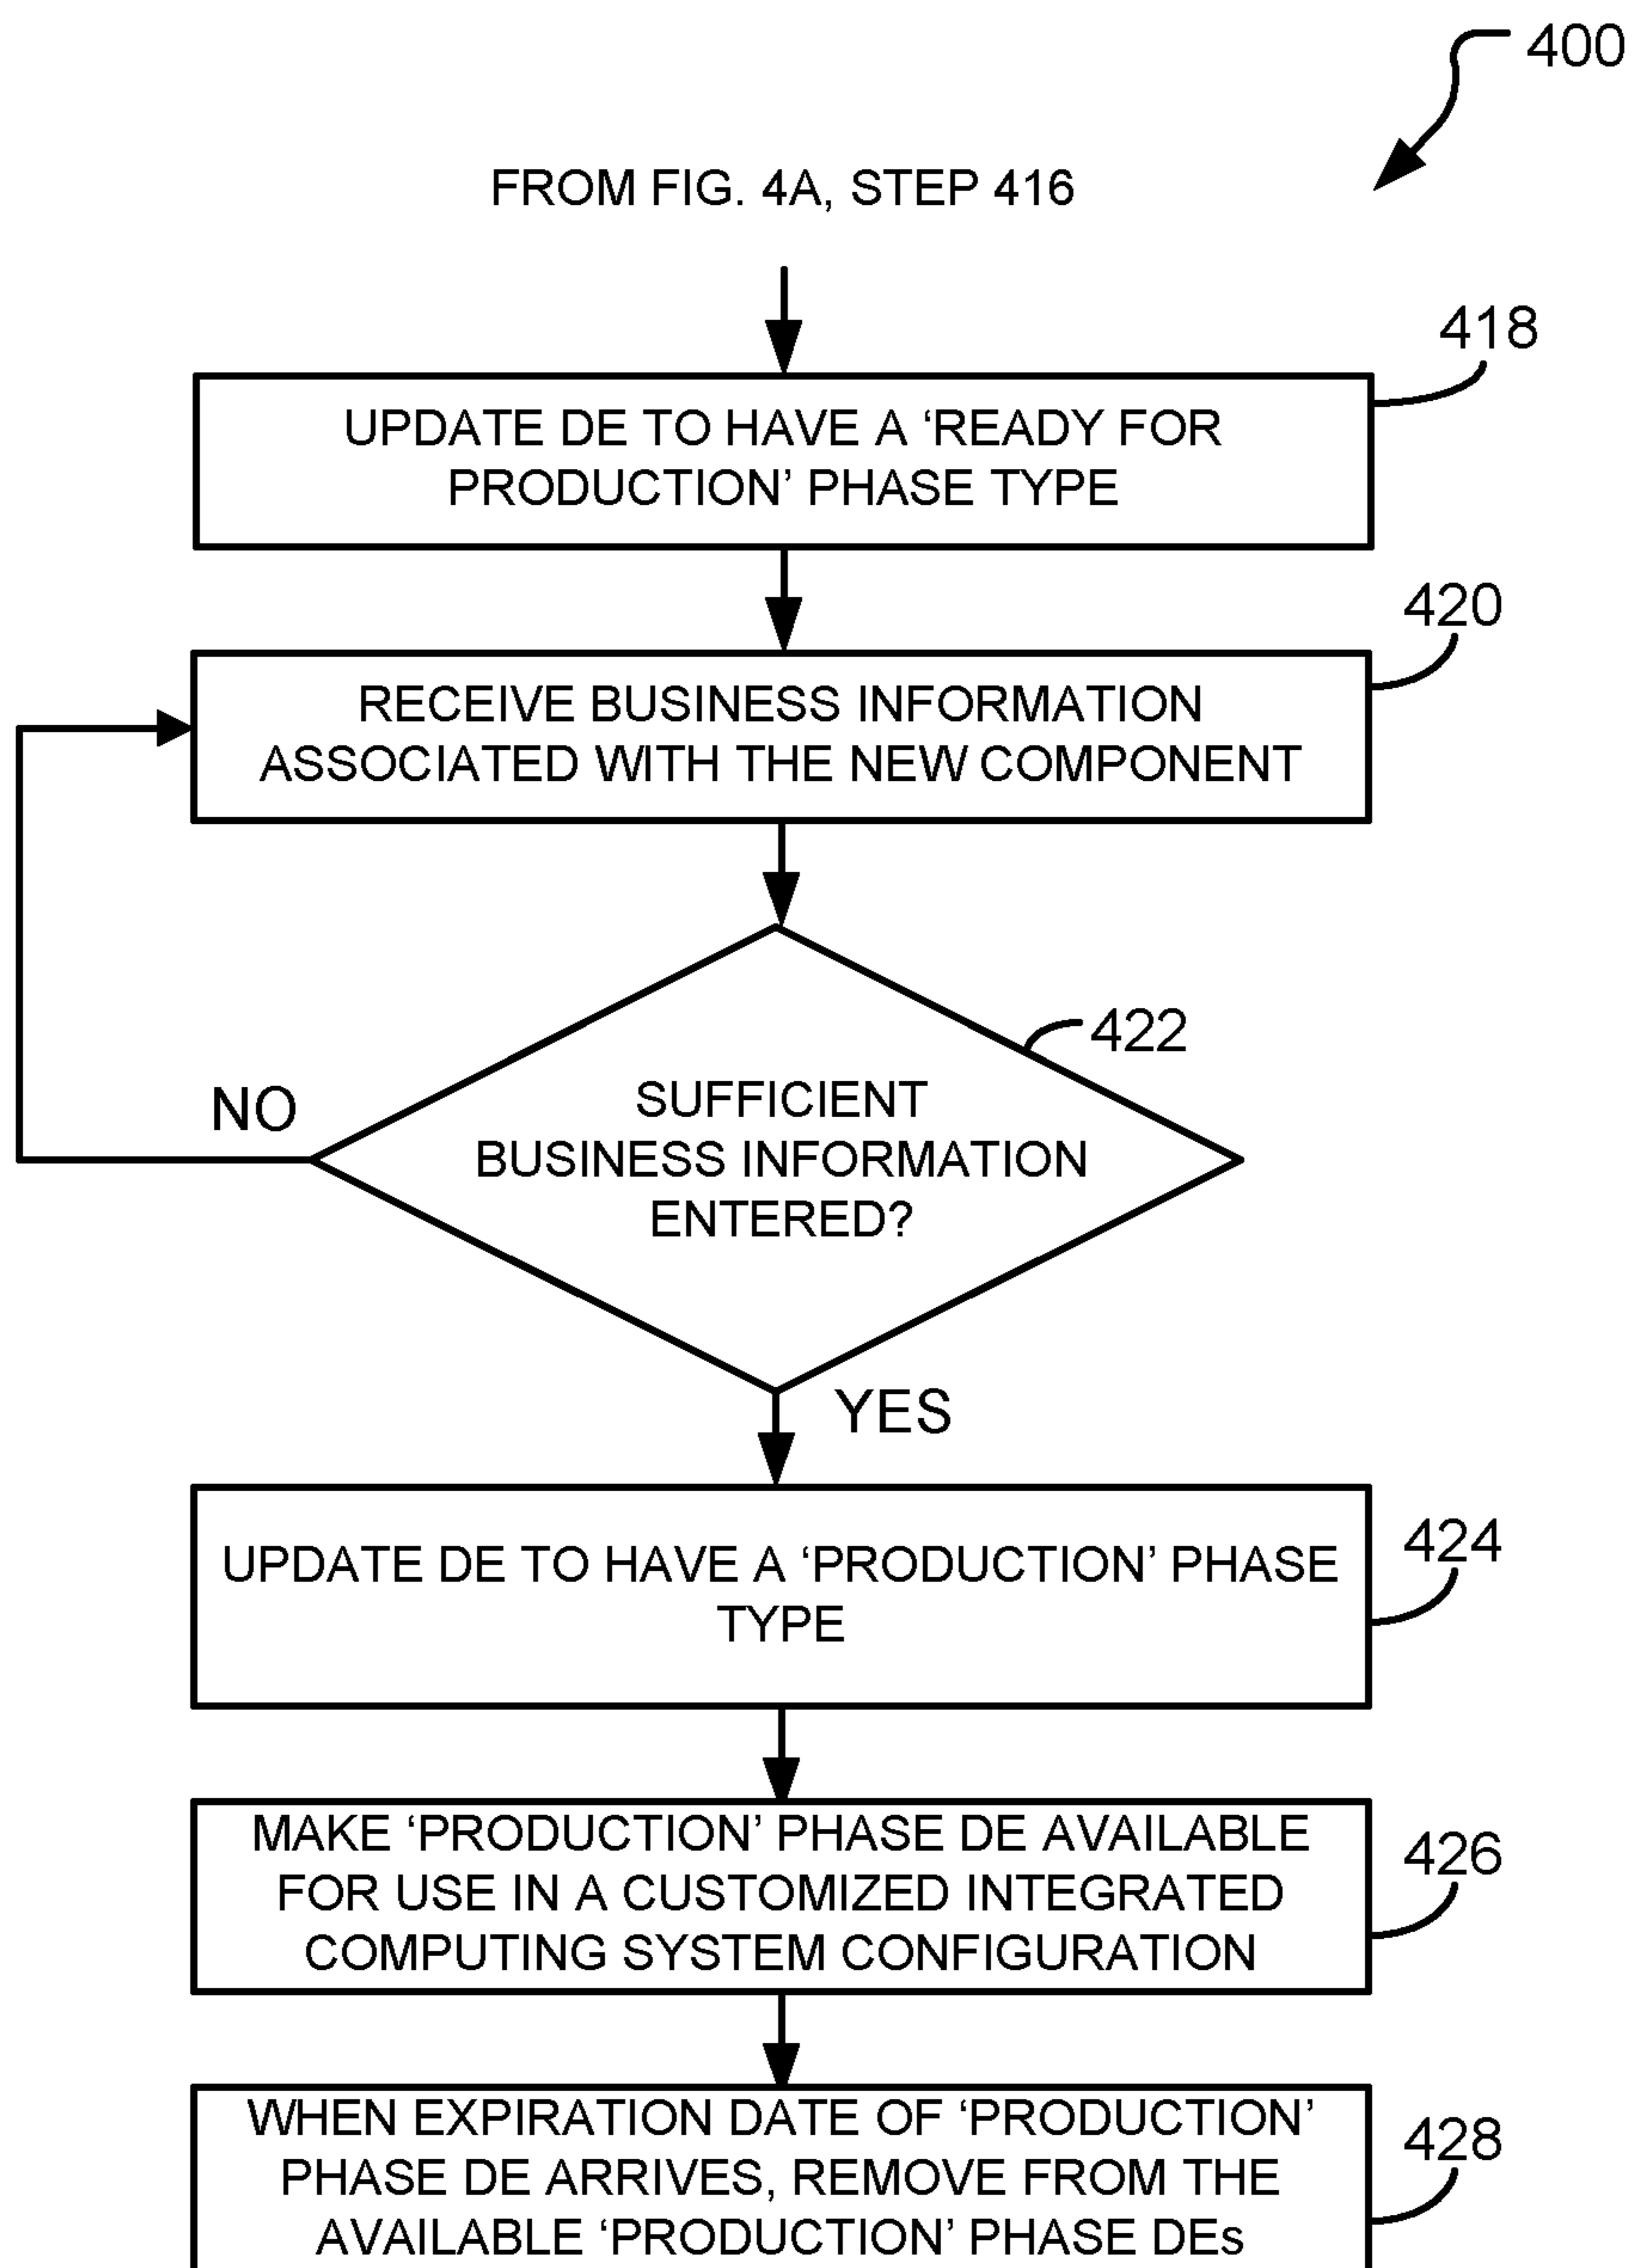 400
FROM FIG. 4A, STEP 416
418
UPDATE DE TO HAVE A ‘READY FOR
PRODUCTION’ PHASE TYPE
420
RECEIVE BUSINESS INFORMATION
ASSOCIATED WITH THE NEW COMPONENT
422
SUFFICIENT
BUSINESS INFORMATION
ENTERED?
NO
YES
424
UPDATE DE TO HAVE A ‘PRODUCTION’ PHASE
TYPE
426
MAKE ‘PRODUCTION’ PHASE DE AVAILABLE
FOR USE IN A CUSTOMIZED INTEGRATED
COMPUTING SYSTEM CONFIGURATION
428
WHEN EXPIRATION DATE OF ‘PRODUCTION’
PHASE DE ARRIVES, REMOVE FROM THE
AVAILABLE ‘PRODUCTION’ PHASE DEs